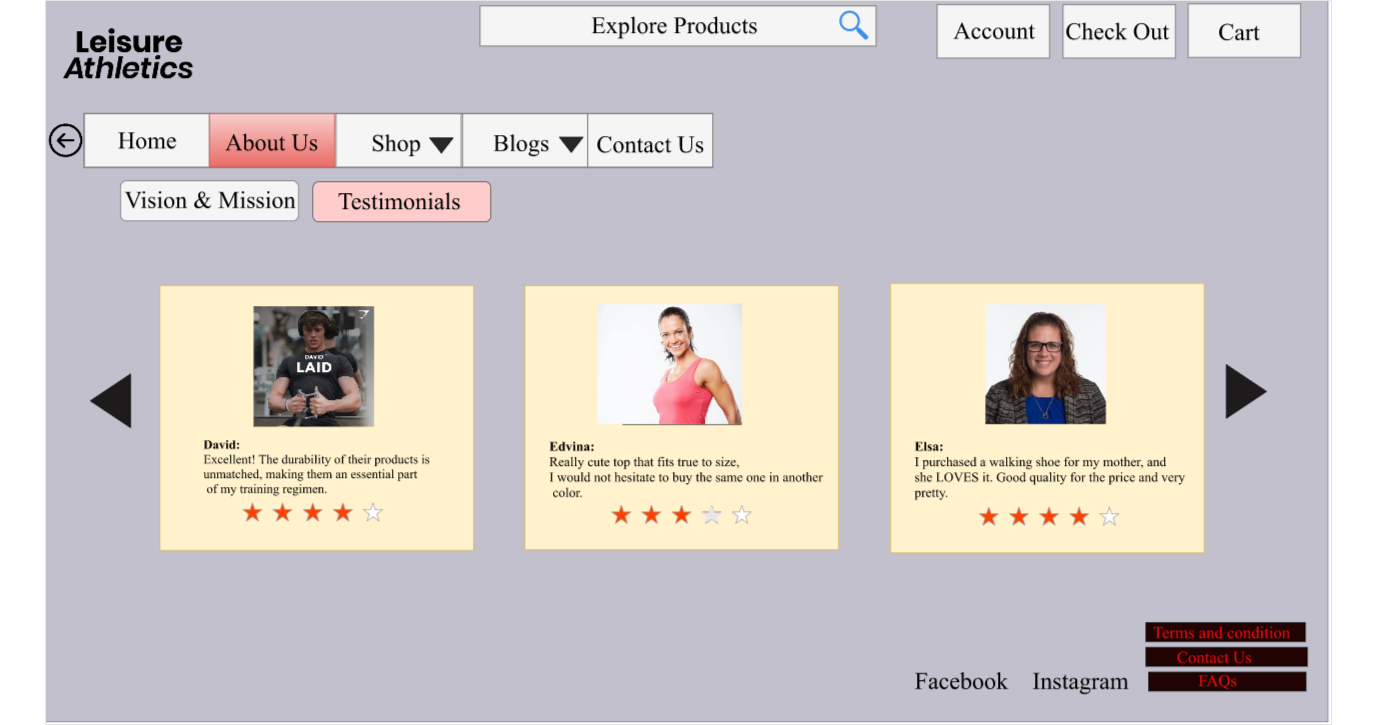 Explore Products
Account
Check Out
Cart
Leisure
Athletics
Home
About Us
Shop
Blogs
Contact Us
Vision & Mission
Testimonials
DAVID
LAID
David:
Excellent! The durability of their products is
unmatched, making them an essential part
of my training regimen.
Edvina:
Really cute top that fits true to size,
I would not hesitate to buy the same one in another
color.
Elsa:
I purchased a walking shoe for my mother, and
she LOVES it. Good quality for the price and very
pretty.
Terms and condition
Contact Us
FAQs
Facebook
Instagram